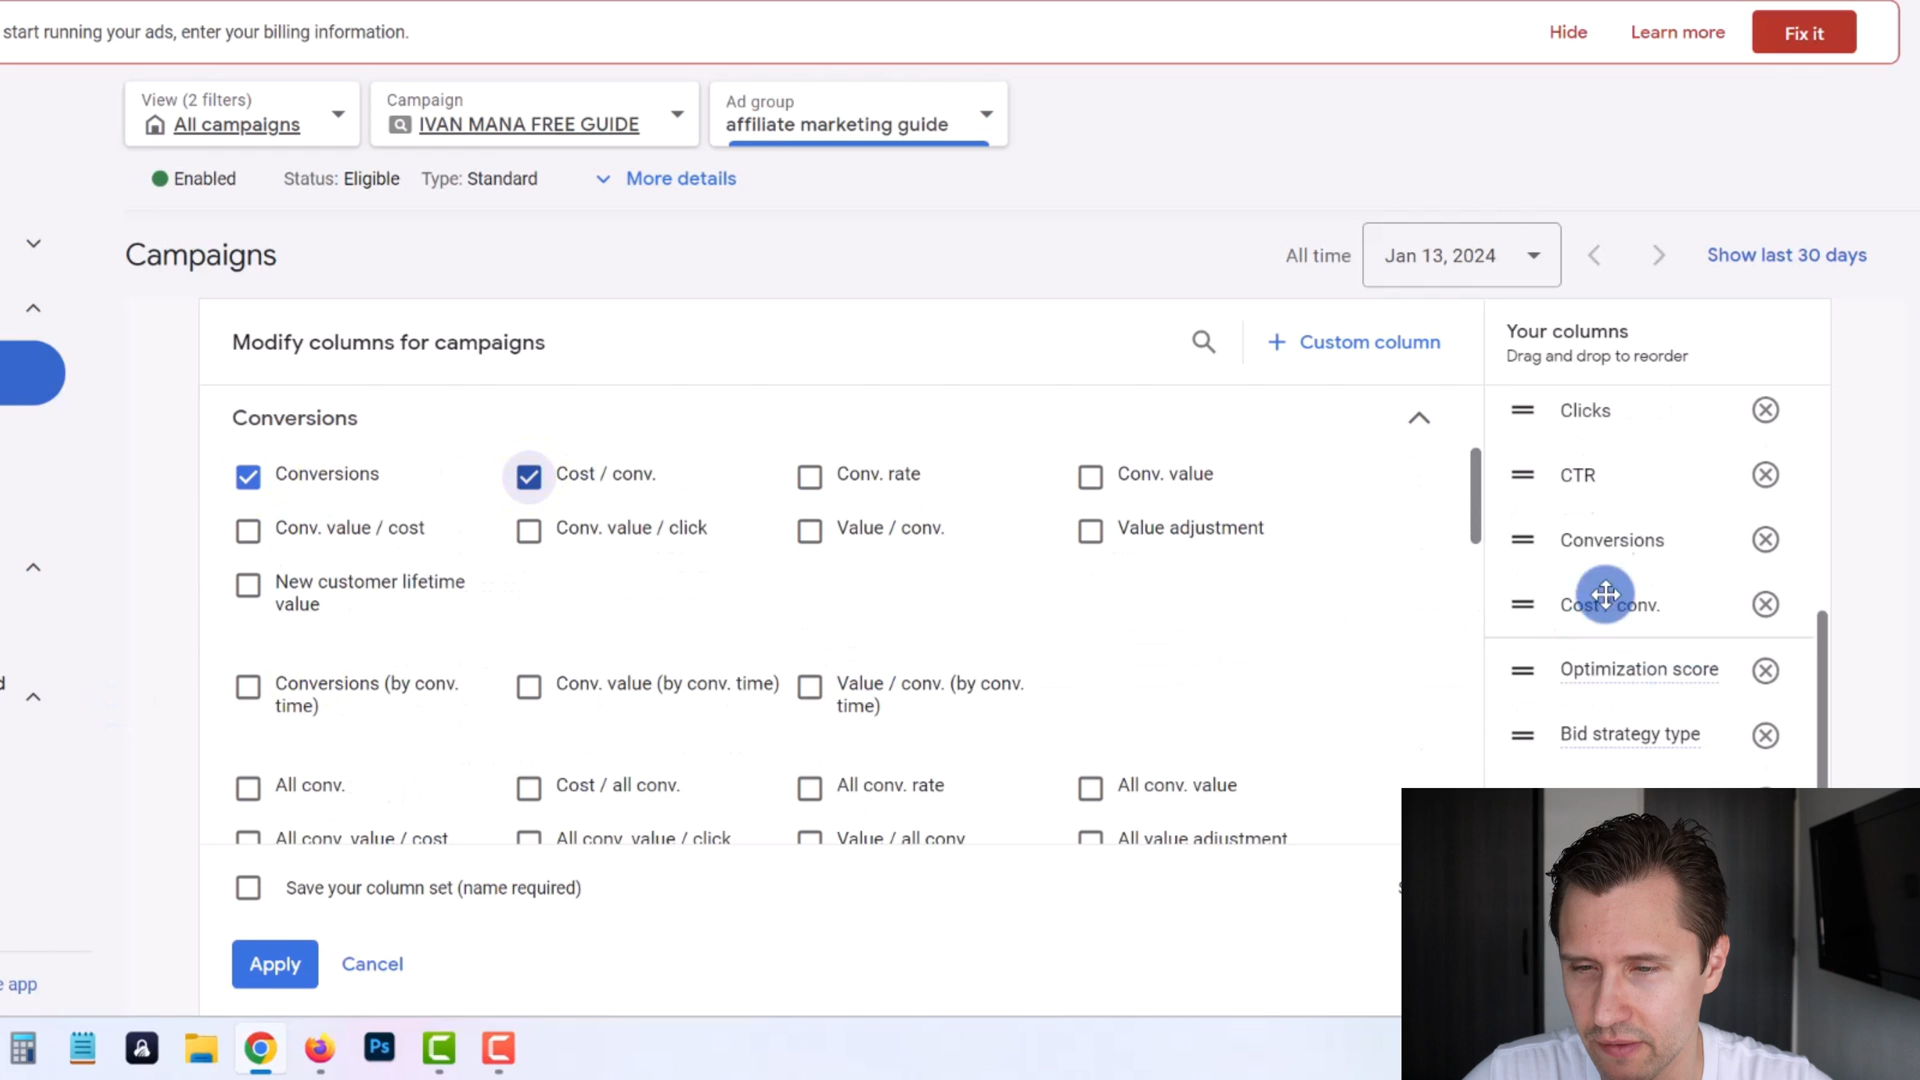 start running your ads, enter your billing information.
Hide
Learn more
Fix it
View (2 filters)
All campaigns
Campaign
IVAN MANA FREE GUIDE
Ad group
affiliate marketing guide
Enabled
Status: Eligible
Type: Standard
More details
Campaigns
All time
Jan 13, 2024
Show last 30 days
Modify columns for campaigns
+ Custom column
Your columns
Drag and drop to reorder
Conversions
Conversions
Cost / conv.
Conv. rate
Conv. value
Conv. value / cost
Conv. value / click
Value / conv.
Value adjustment
New customer lifetime
value
Conversions (by conv.
time)
Conv. value (by conv. time)
Value / conv. (by conv.
time)
All conv.
Cost / all conv.
All conv. rate
All conv. value
All conv. value / cost
All conv. value / click
Value / all conv
All value adjustment
Clicks
CTR
Conversions
Cost / conv.
Optimization score
Bid strategy type
Save your column set (name required)
Apply
Cancel
e app
Ps